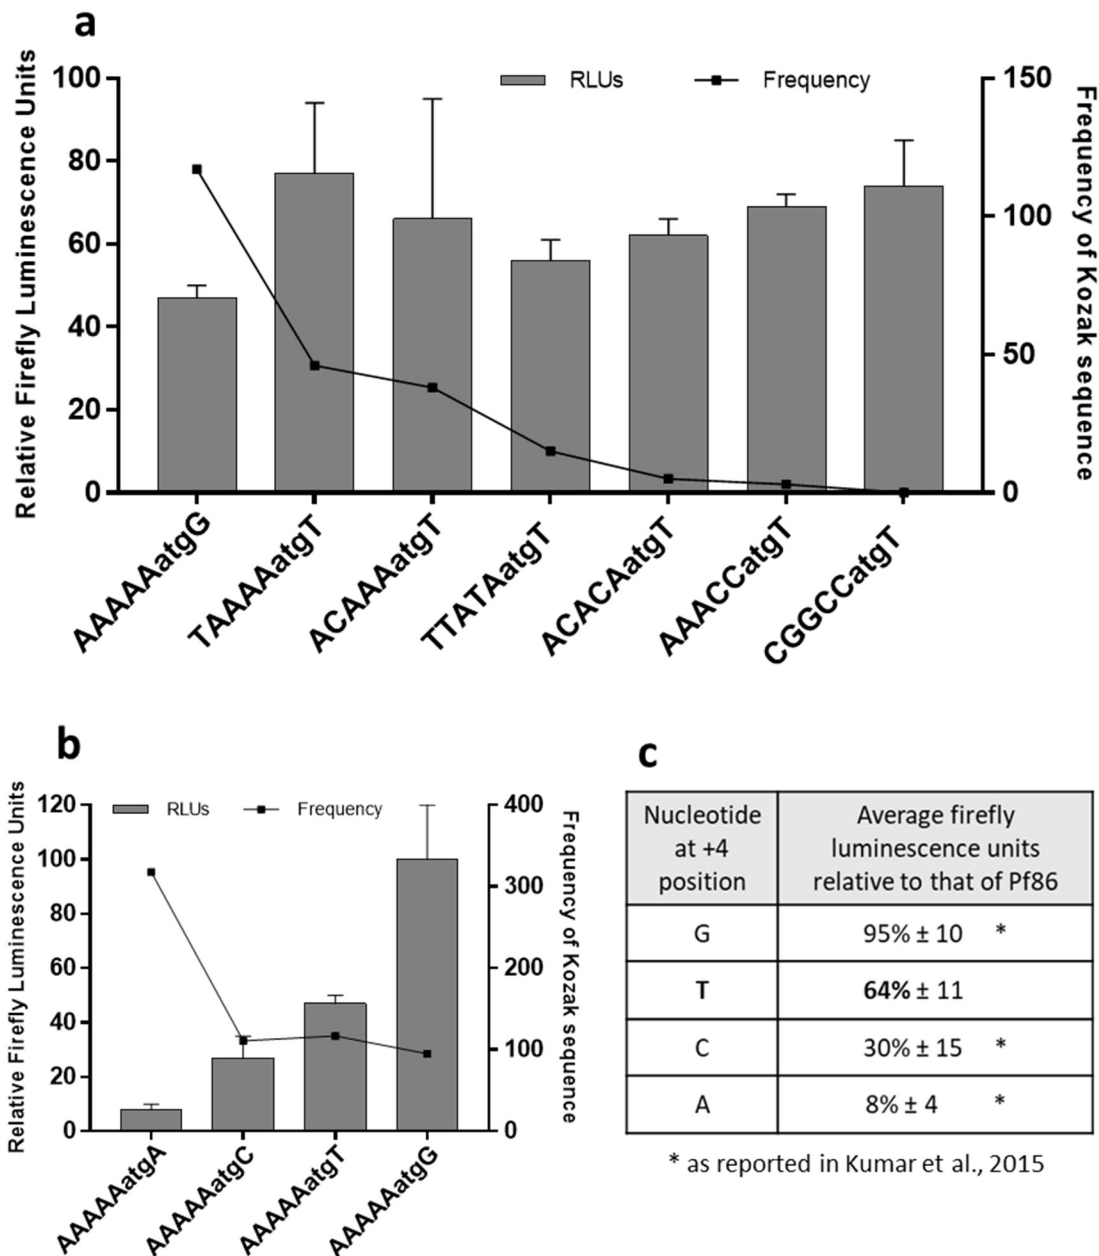 a
Relative Firefly Luminescence Units
100
80
60
40
20
0
RLUs
Frequency
150
100
50
0
Frequency of Kozak sequence
AAAAAatgG
TAAAAatgT
ACAAAatgT
TTATAatgT
ACACAatgT
AAACCatgT
CGGCCatgT
b
Relative Firefly Luminescence Units
120
100
80
60
40
20
0
RLUs
Frequency
400
300
200
100
0
Frequency of Kozak sequence
AAAAAatgA
AAAAAatgC
AAAAAatgT
AAAAAatgG
c
Nucleotide
at +4
position
Average firefly
luminescence units
relative to that of Pf86
G 95% ± 10 *
T 64% ± 11
C 30% ± 15 *
A 8% ± 4 *
* as reported in Kumar et al., 2015